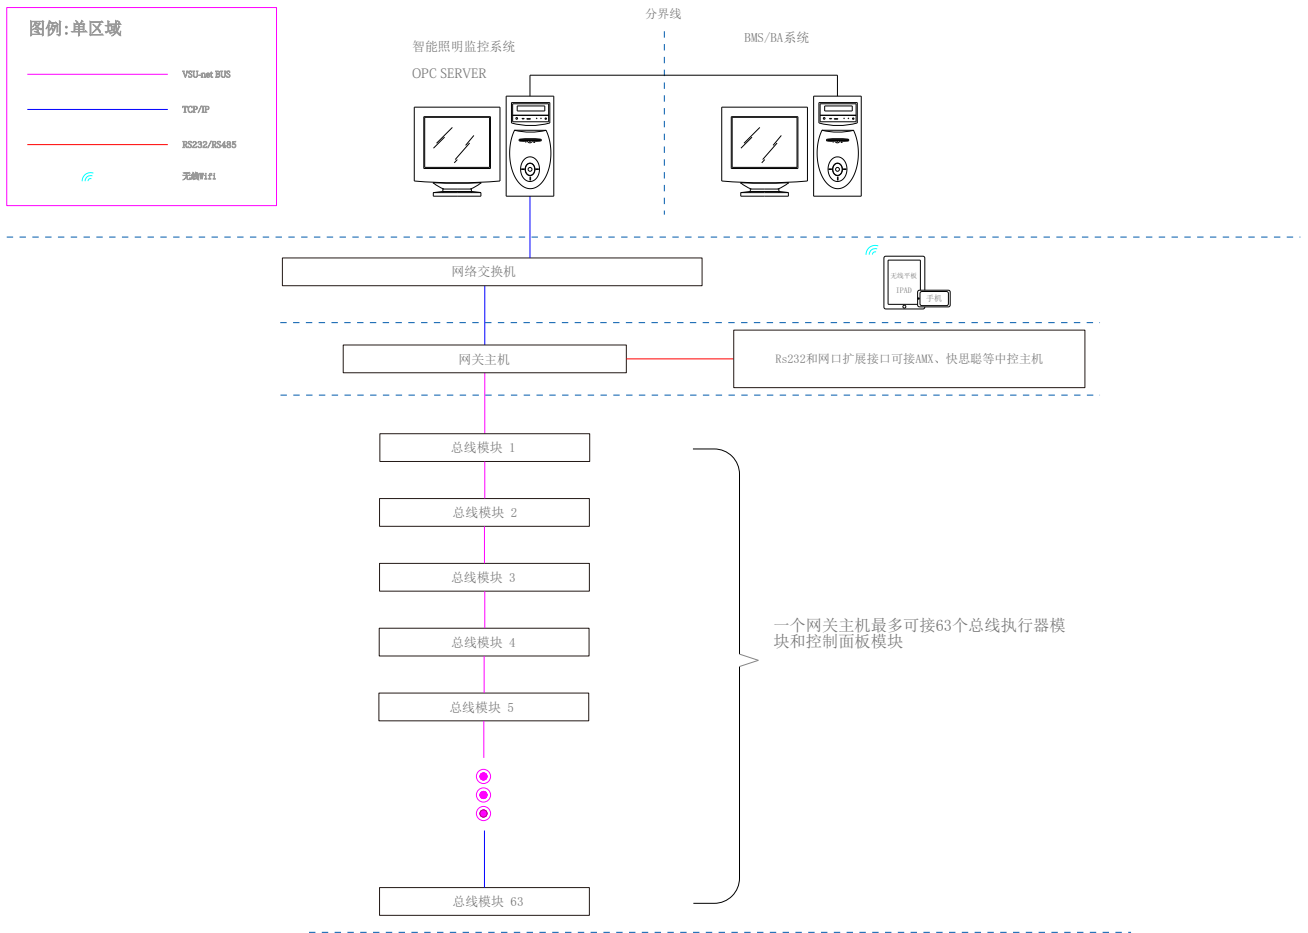 图例:单区域
VSU-net BUS
TCP/IP
RS232/RS485
无线Wifi
分界线
智能照明监控系统
OPC SERVER
BMS/BA系统
网络交换机
无线平板
IPAD
手机
网关主机
Rs232和网口扩展接口可接AMX、快思聪等中控主机
总线模块 1
总线模块 2
总线模块 3
总线模块 4
总线模块 5
总线模块 63
一个网关主机最多可接63个总线执行器模
块和控制面板模块